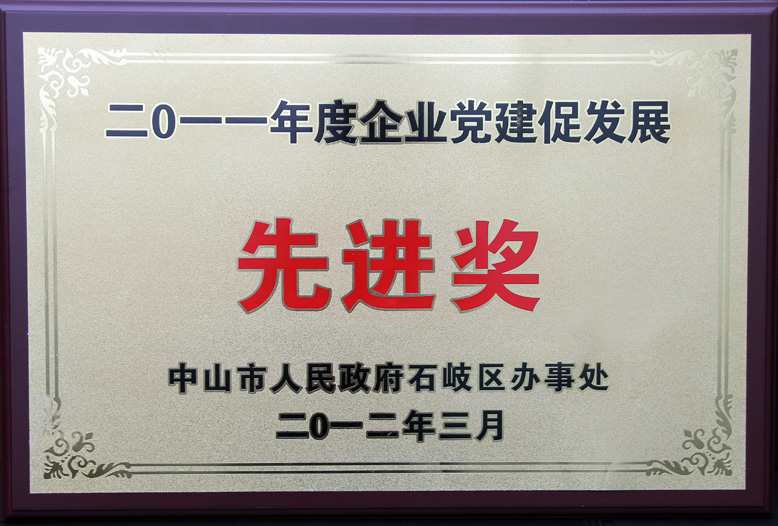 二0一一年度企业党建促发展
先进奖
中山市人民政府石岐区办事处
二0一二年三月